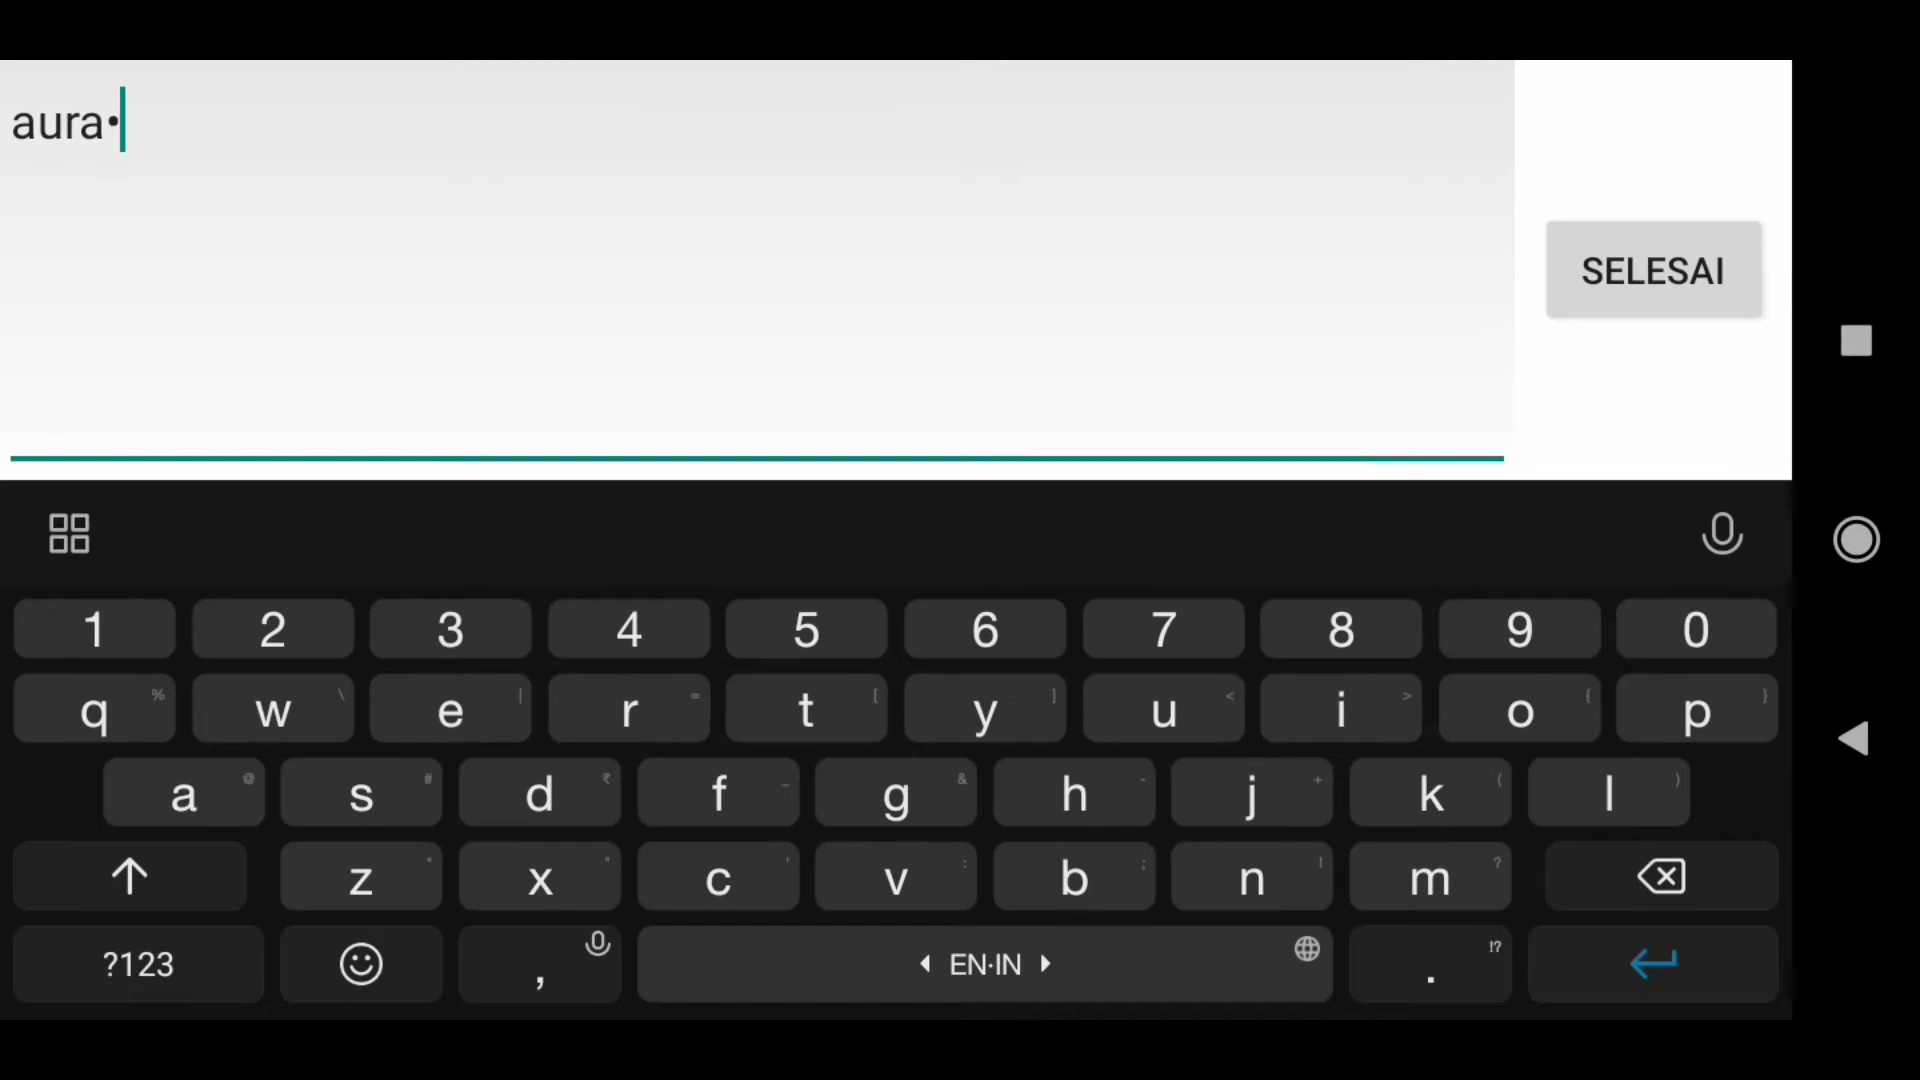 aura•
SELESAI
1 2 3 4 5 6 7 8 9 0
q % w \ e | r = t [ y ] u < i > o { p }
a @ s # d ₹ f _ g & h - j + k ( l )
z x c ' v : b ; n ! m ?
?123 , EN·IN . !?